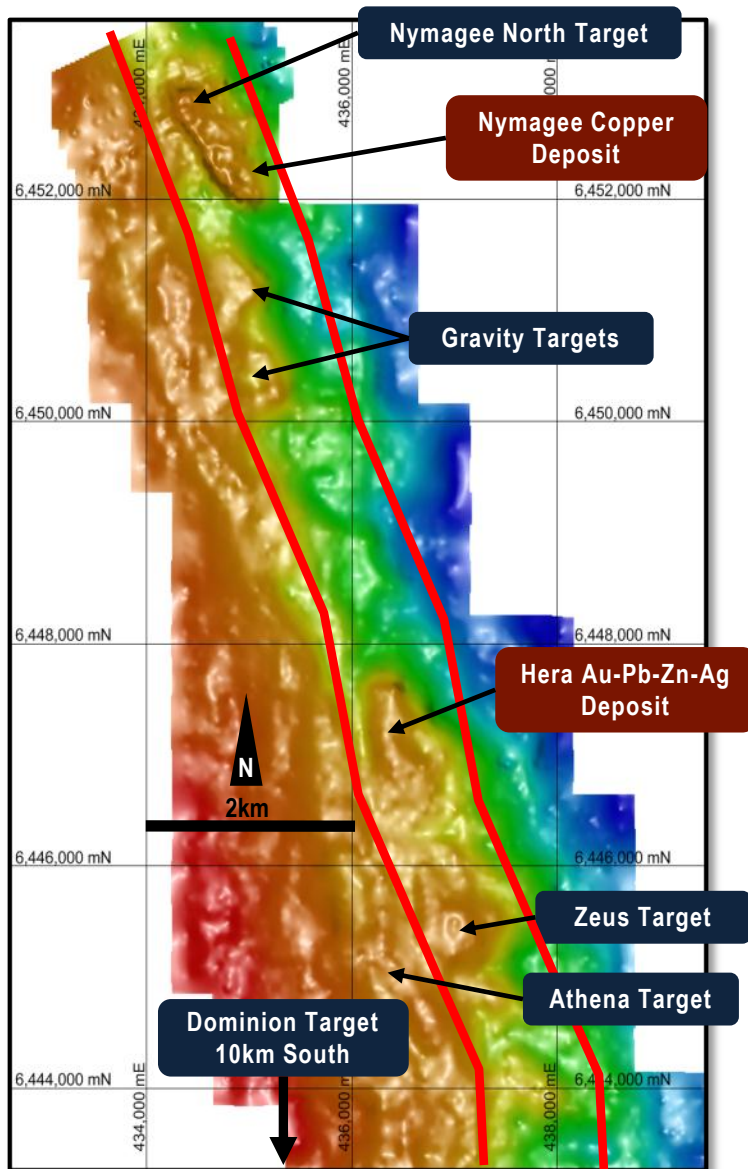 Nymagee North Target
436,000 mE
Nymagee Copper
Deposit
6,452,000 mN
6,452,000 mN
Gravity Targets
6,450,000 mN
6,450,000 mN
6,448,000 mN
6,448,000 mN
Hera Au-Pb-Zn-Ag
Deposit
N
2km
6,446,000 mN
6,446,000 mN
Zeus Target
Athena Target
Dominion Target
10km South
6,444,000 mN
434,000 mE
436,000 mE
438,000 mE